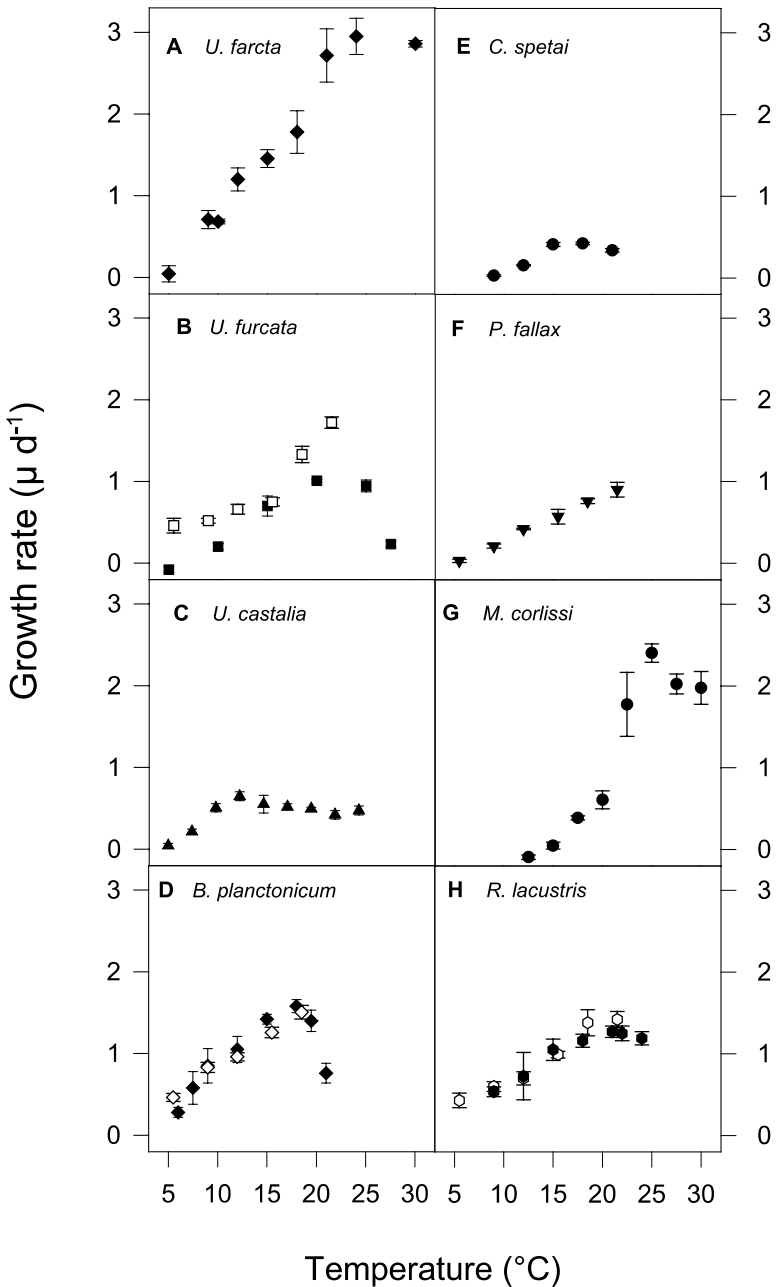 Growth rate (µ d-1)
A U. farcta
3
2
1
0
E C. spetai
3
2
1
0
B U. furcata
3
2
1
0
F P. fallax
3
2
1
0
C U. castalia
3
2
1
0
G M. corlissi
3
2
1
0
D B. planctonicum
3
2
1
0
H R. lacustris
3
2
1
0
5 10 15 20 25 30
5 10 15 20 25 30
Temperature (°C)